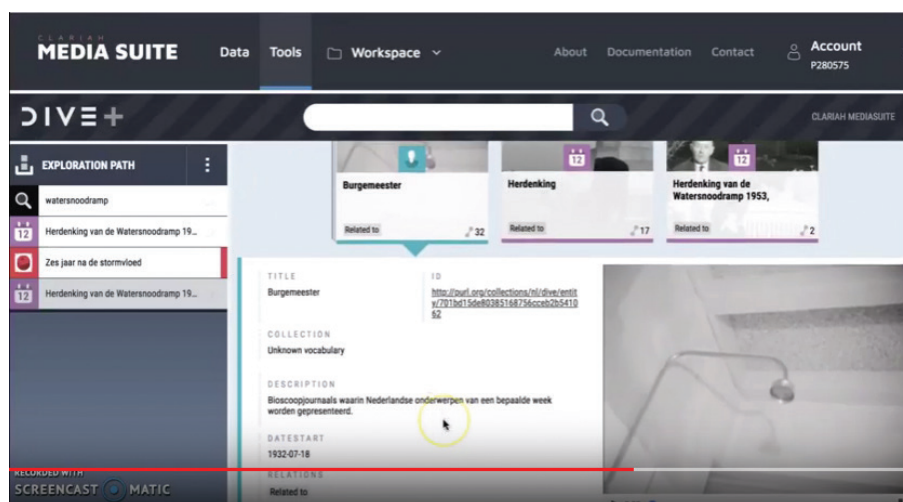 CLARIAH
MEDIA SUITE
Data
Tools
Workspace
About
Documentation
Contact
Account
P280575
DIVE+
CLARIAH MEDIASUITE
EXPLORATION PATH
watersnoodramp
12
Herdenking van de Watersnoodramp 19...
Zes jaar na de stormvloed
12
Herdenking van de Watersnoodramp 19...
Burgemeester
Related to
32
12
Herdenking
Related to
17
12
Herdenking van de
Watersnoodramp 1953,
Related to
2
TITLE
Burgemeester
ID
http://purl.org/collections/nl/dive/entit
y/701bd15de80385168756cceb2b5410
62
COLLECTION
Unknown vocabulary
DESCRIPTION
Bioscoopjournaals waarin Nederlandse onderwerpen van een bepaalde week
worden gepresenteerd.
DATESTART
1932-07-18
RELATIONS
Related to
RECORDED WITH
SCREENCAST MATIC